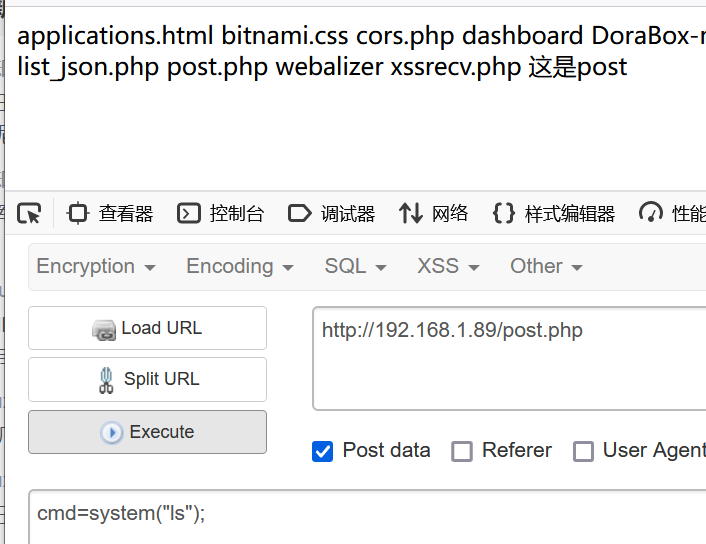 applications.html bitnami.css cors.php dashboard DoraBox-
list_json.php post.php webalizer xssrecv.php 这是post
查看器 控制台 调试器 网络 样式编辑器 性能
Encryption Encoding SQL XSS Other
Load URL
http://192.168.1.89/post.php
Split URL
Execute
Post data Referer User Agent
cmd=system("ls");